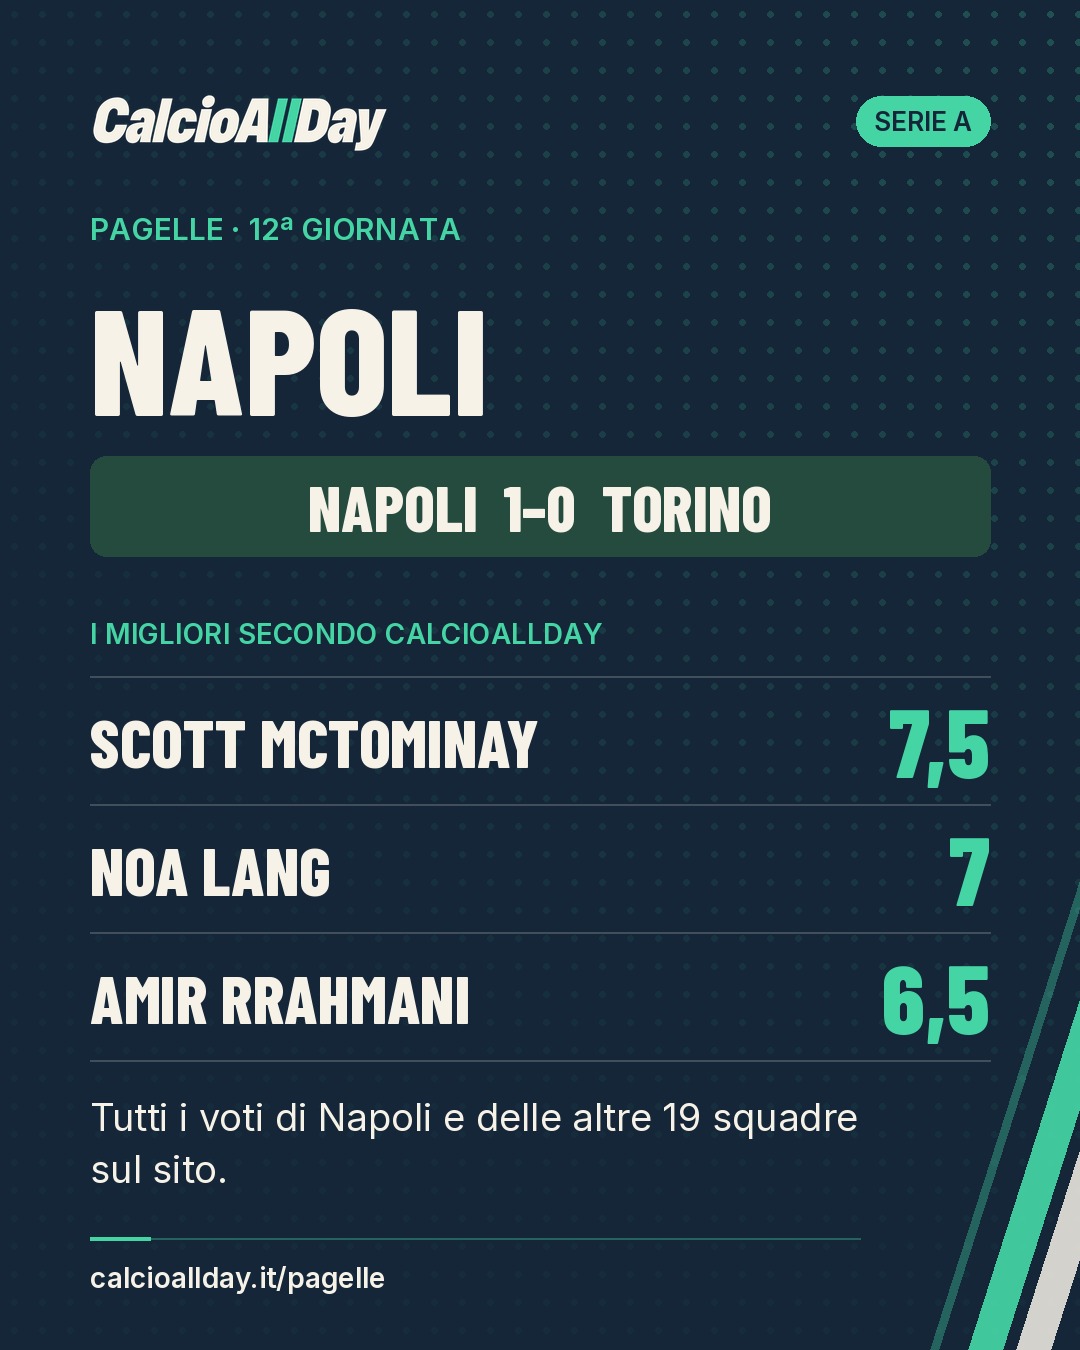 CalcioAllDay
SERIE A
PAGELLE · 12ª GIORNATA
NAPOLI
NAPOLI 1–0 TORINO
I MIGLIORI SECONDO CALCIOALLDAY
SCOTT MCTOMINAY 7,5
NOA LANG 7
AMIR RRAHMANI 6,5
Tutti i voti di Napoli e delle altre 19 squadre
sul sito.
calcioallday.it/pagelle